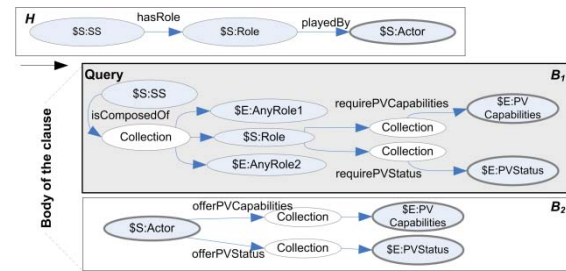 H
hasRole
playedBy
$S:SS
$S:Role
$S:Actor
Body of the clause
Query
B1
$S:SS
isComposedOf
Collection
$E:AnyRole1
$S:Role
$E:AnyRole2
requirePVCapabilities
Collection
Collection
requirePVStatus
$E:PV
Capabilities
$E:PVStatus
B2
offerPVCapabilities
$S:Actor
Collection
$E:PV
Capabilities
Collection
$E:PVStatus
offerPVStatus